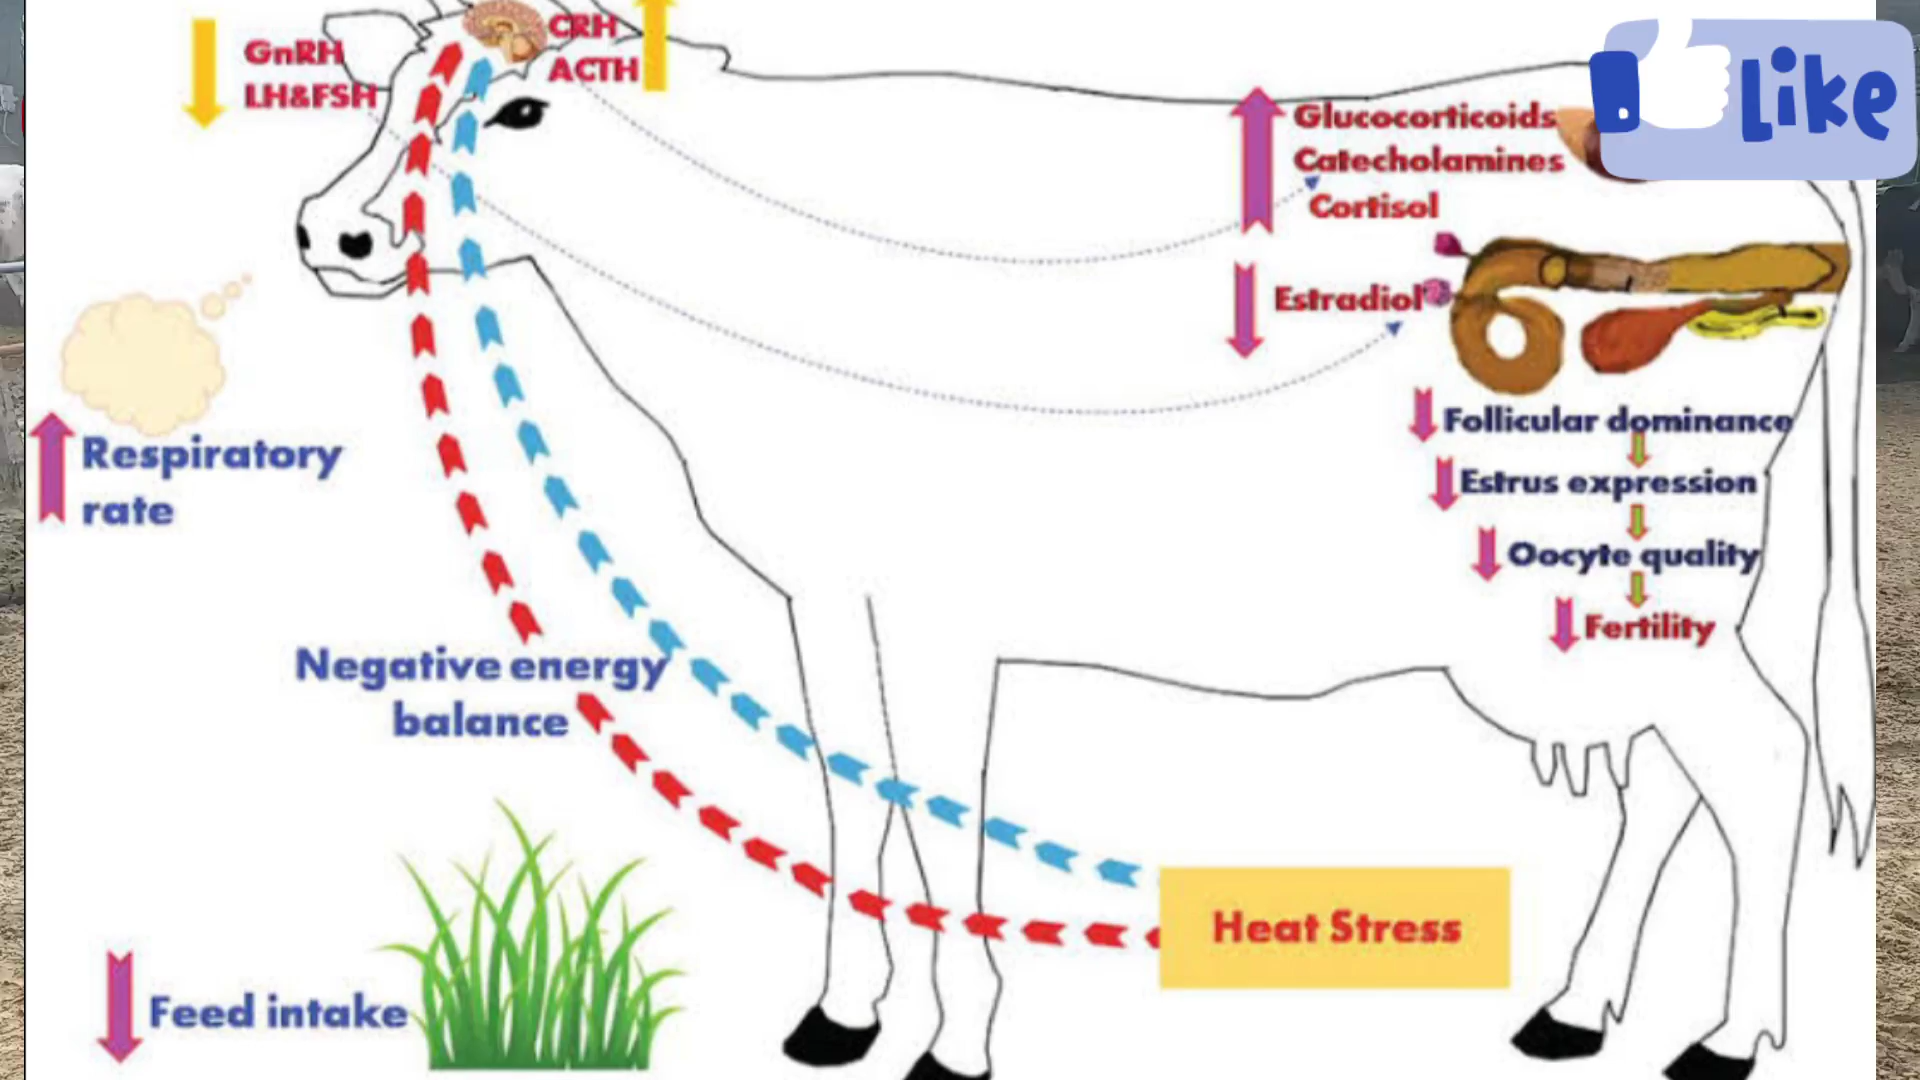 GnRH
LH&FSH
CRH
ACTH
Like
Glucocorticoids
Catecholamines
Cortisol
Estradiol
Follicular dominance
Estrus expression
Oocyte quality
Fertility
Respiratory
rate
Negative energy
balance
Heat Stress
Feed intake